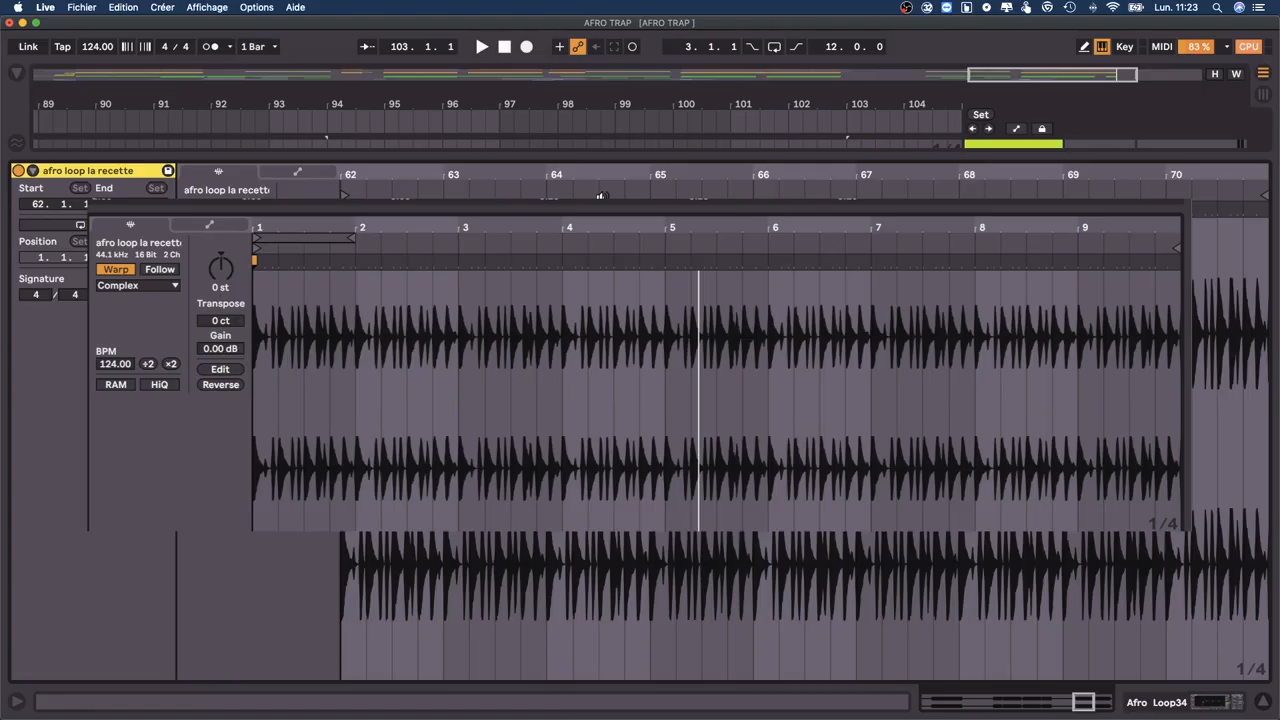 Live Fichier Edition Créer Affichage Options Aide Lun. 11:23
AFRO TRAP [AFRO TRAP ]
Link Tap 124.00 4 / 4 1 Bar 103. 1. 1 3. 1. 1 12. 0. 0 Key MIDI 83 % CPU
H W
89 90 91 92 93 94 95 96 97 98 99 100 101 102 103 104
Set
1/4
afro loop la recette
62 63 64 65 66 67 68 69 70
Start Set End Set
afro loop la recette
62. 1. 1
Position Set
1. 1. 1
Signature
4 / 4
1 2 3 4 5 6 7 8 9
afro loop la recette
44.1 kHz 16 Bit 2 Ch
Warp Follow
Complex
0 st
Transpose
0 ct
Gain
0.00 dB
BPM
124.00 ÷2 ×2
Edit
RAM HiQ Reverse
1/4
1/4
Afro Loop34